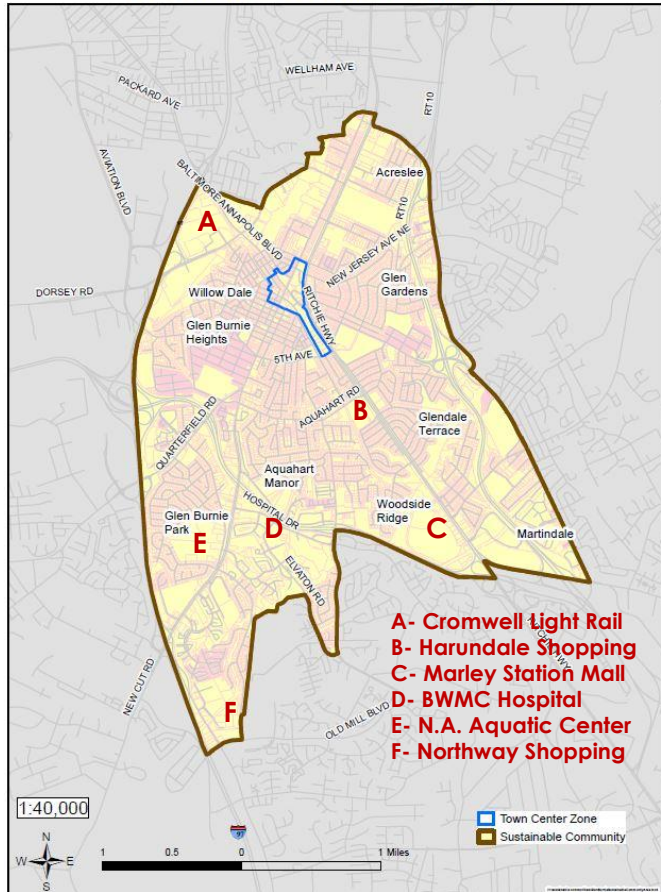 WELLHAM AVE
PACKARD AVE
RT10
AVIATION BLVD
BALTIMORE ANNAPOLIS BLVD
Acreslee
RT10
A
NEW JERSEY AVE NE
DORSEY RD
Willow Dale
Glen
Gardens
RITCHIE HWY
Glen Burnie
Heights
5TH AVE
AQUAHART RD
B
Glendale
Terrace
QUARTERFIELD RD
Aquahart
Manor
HOSPITAL DR
Woodside
Ridge
Glen Burnie
Park
D
C
Martindale
E
ELVATON RD
A- Cromwell Light Rail
B- Harundale Shopping
C- Marley Station Mall
D- BWMC Hospital
E- N.A. Aquatic Center
F- Northway Shopping
RITCHIE HWY
NEW CUT RD
F
OLD MILL BLVD
1:40,000
N
W
E
S
97
1
0.5
0
1 Miles
Town Center Zone
Sustainable Community